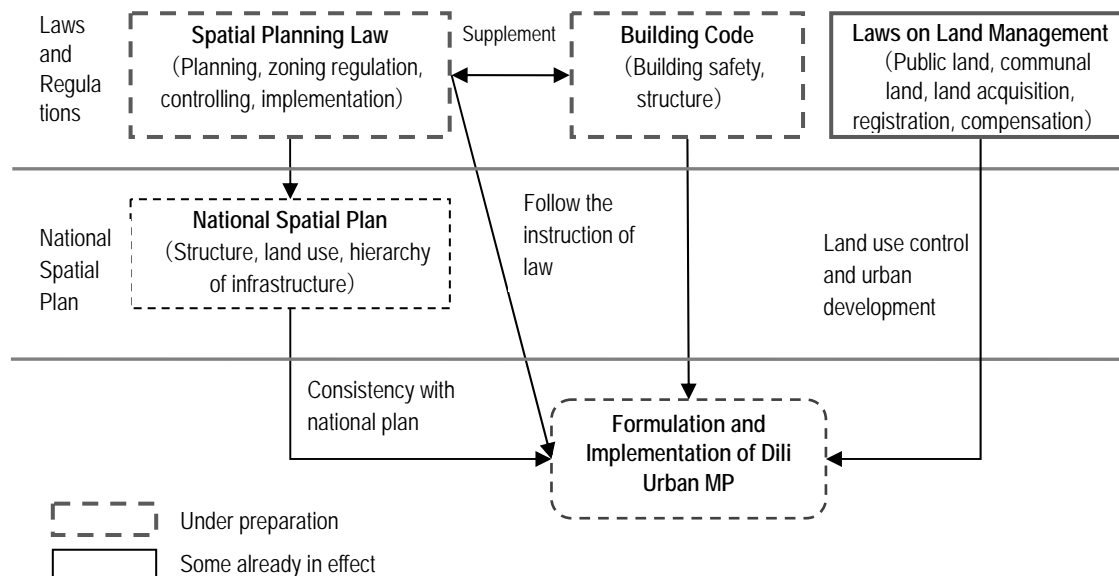 Laws
and
Regula
tions
Spatial Planning Law
（Planning, zoning regulation,
controlling, implementation）
Supplement
Building Code
（Building safety,
structure）
Laws on Land Management
（Public land, communal
land, land acquisition,
registration, compensation）
National
Spatial
Plan
National Spatial Plan
（Structure, land use, hierarchy
of infrastructure）
Follow the
instruction of
law
Land use control
and urban
development
Consistency with
national plan
Formulation and
Implementation of Dili
Urban MP
Under preparation
Some already in effect